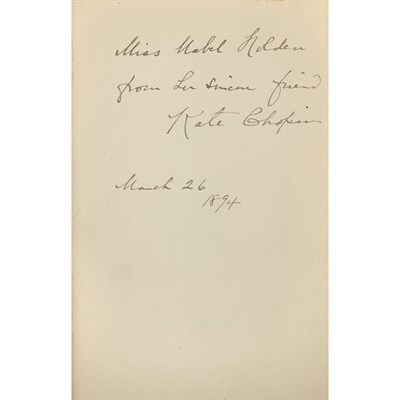 Miss Mabel Holden
from her sincere friend
Kate Chopin
March 26
1894